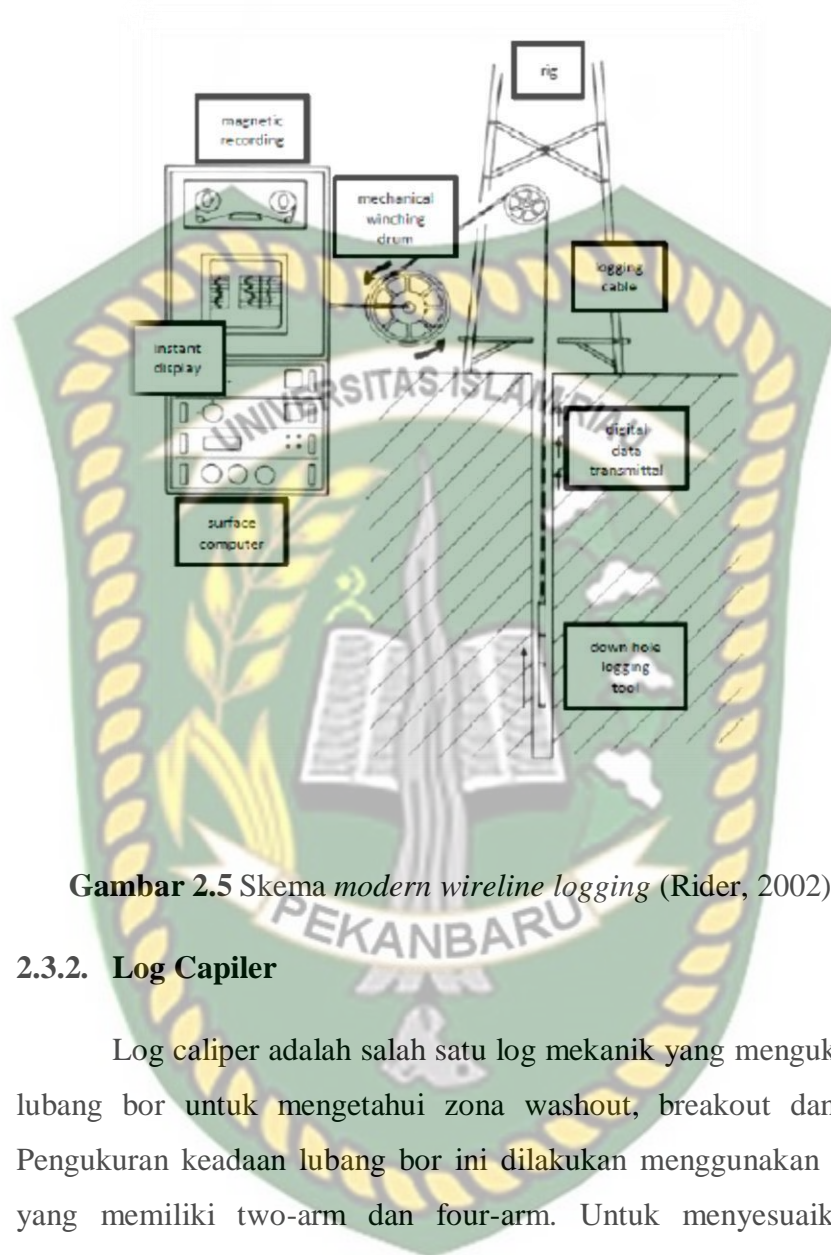 rig
magnetic
recording
mechanical
winching
drum
logging
cable
instant
display
UNIVERSITAS ISLAM RIAU
digital
data
transmittal
surface
computer
down hole
logging
tool
Gambar 2.5 Skema modern wireline logging (Rider, 2002)
PEKANBARU
2.3.2. Log Capiler
Log caliper adalah salah satu log mekanik yang menguk
lubang bor untuk mengetahui zona washout, breakout dan
Pengukuran keadaan lubang bor ini dilakukan menggunakan
yang memiliki two-arm dan four-arm. Untuk menyesuaik